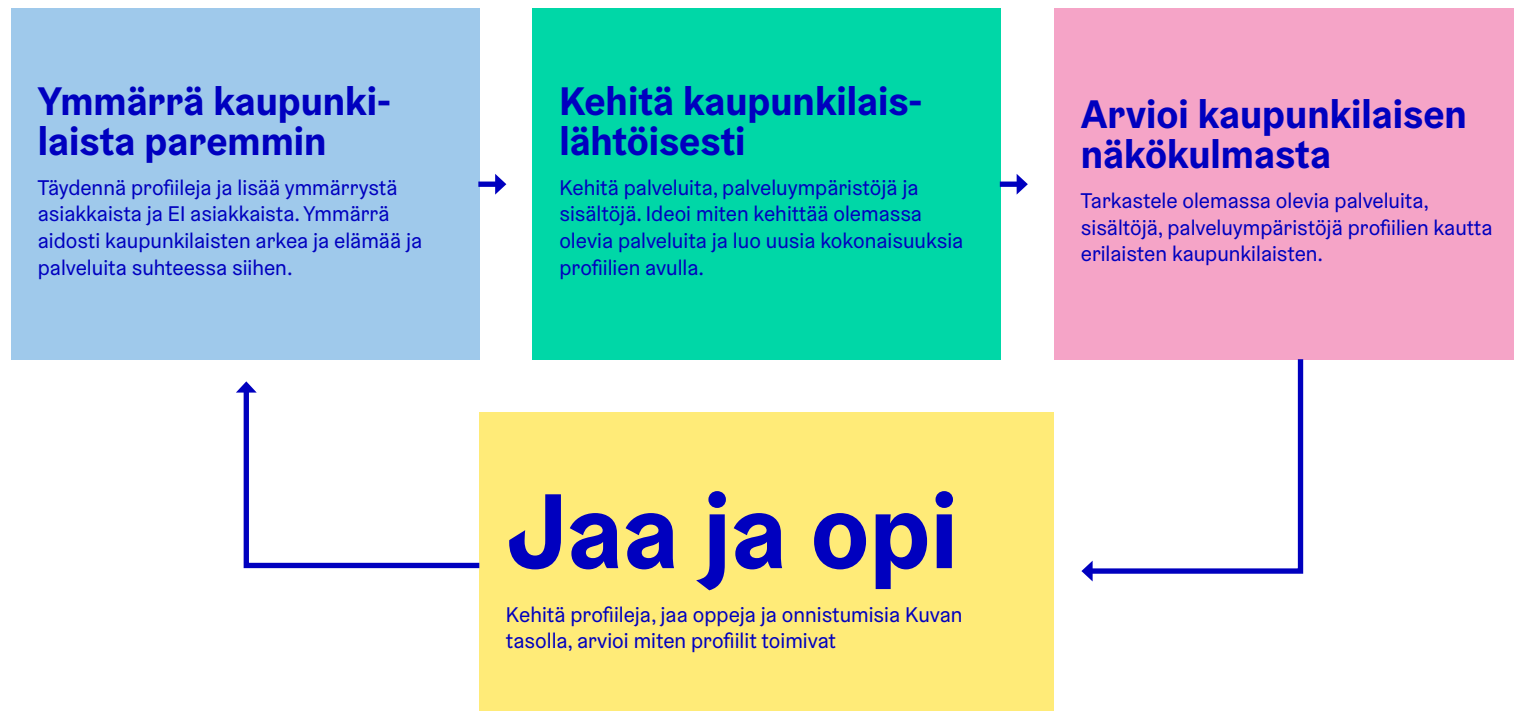 Ymmärrä kaupunki-
laista paremmin
Täydennä profiileja ja lisää ymmärrystä
asiakkaista ja EI asiakkaista. Ymmärrä
aidosti kaupunkilaisten arkea ja elämää ja
palveluita suhteessa siihen.
Kehitä kaupunkilais-
lähtöisesti
Kehitä palveluita, palveluympäristöjä ja
sisältöjä. Ideoi miten kehittää olemassa
olevia palveluita ja luo uusia kokonaisuuksia
profiilien avulla.
Arvioi kaupunkilaisen
näkökulmasta
Tarkastele olemassa olevia palveluita,
sisältöjä, palveluympäristöjä profiilien kautta
erilaisten kaupunkilaisten.
Jaa ja opi
Kehitä profiileja, jaa oppeja ja onnistumisia Kuvan
tasolla, arvioi miten profiilit toimivat